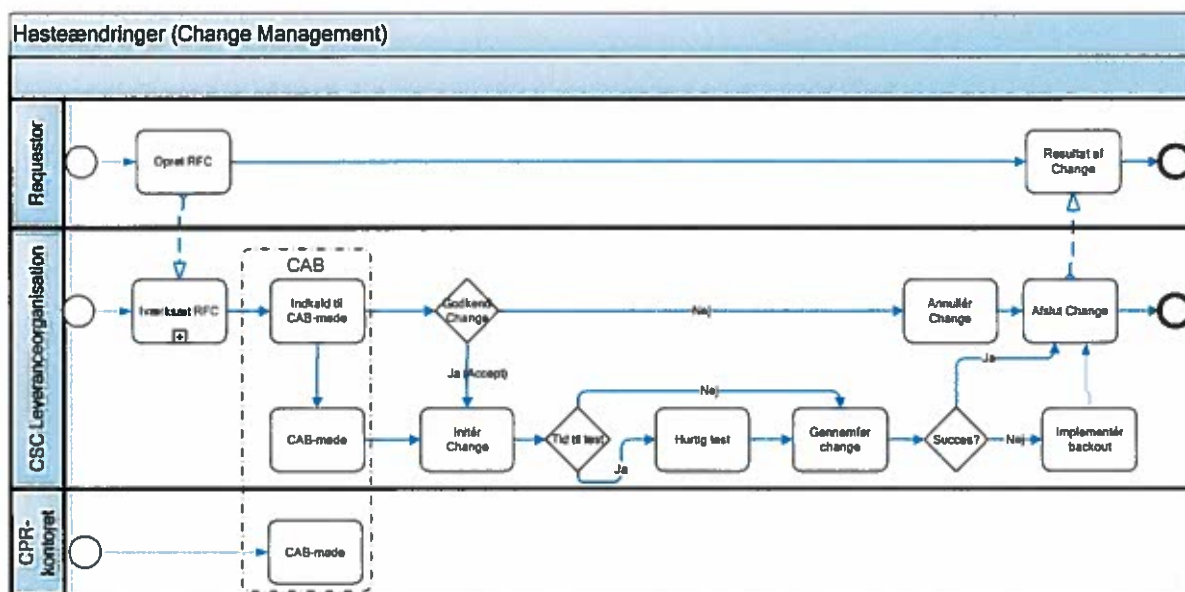 Hasteændringer (Change Management)
Requestor
Opret RFC
Resultat af
Change
CSC Leveranceorganisation
RFC
CAB
Indkald til
CAB-møde
Godkend
Change
Nej
Annullér
Change
Afslut Change
Ja (Accept)
Ja
CAB-møde
Initér
Change
Tid til test
Nej
Ja
Hurtig test
Gennemfør
change
Succes?
Nej
Implementér
backout
CPR-
kontoret
CAB-møde